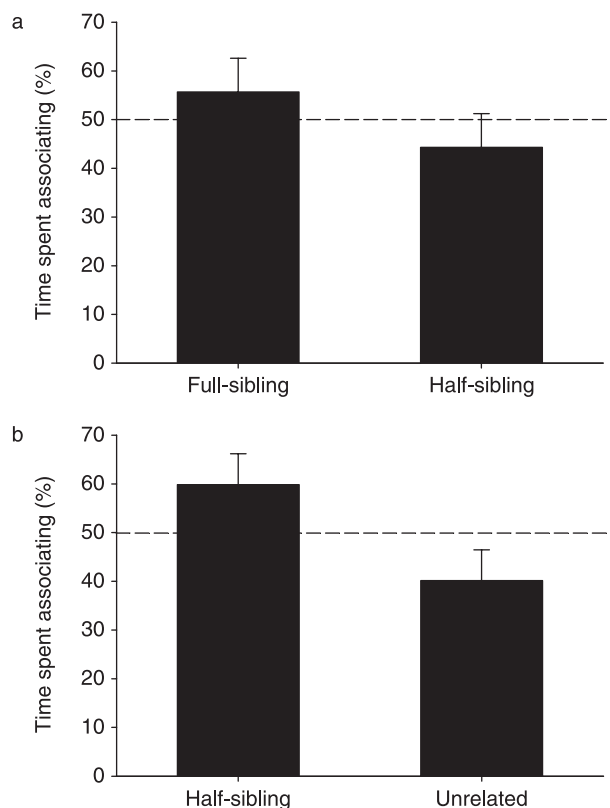 a
Time spent associating (%)
70
60
50
40
30
20
10
0
Full-sibling Half-sibling
b
Time spent associating (%)
70
60
50
40
30
20
10
0
Half-sibling Unrelated